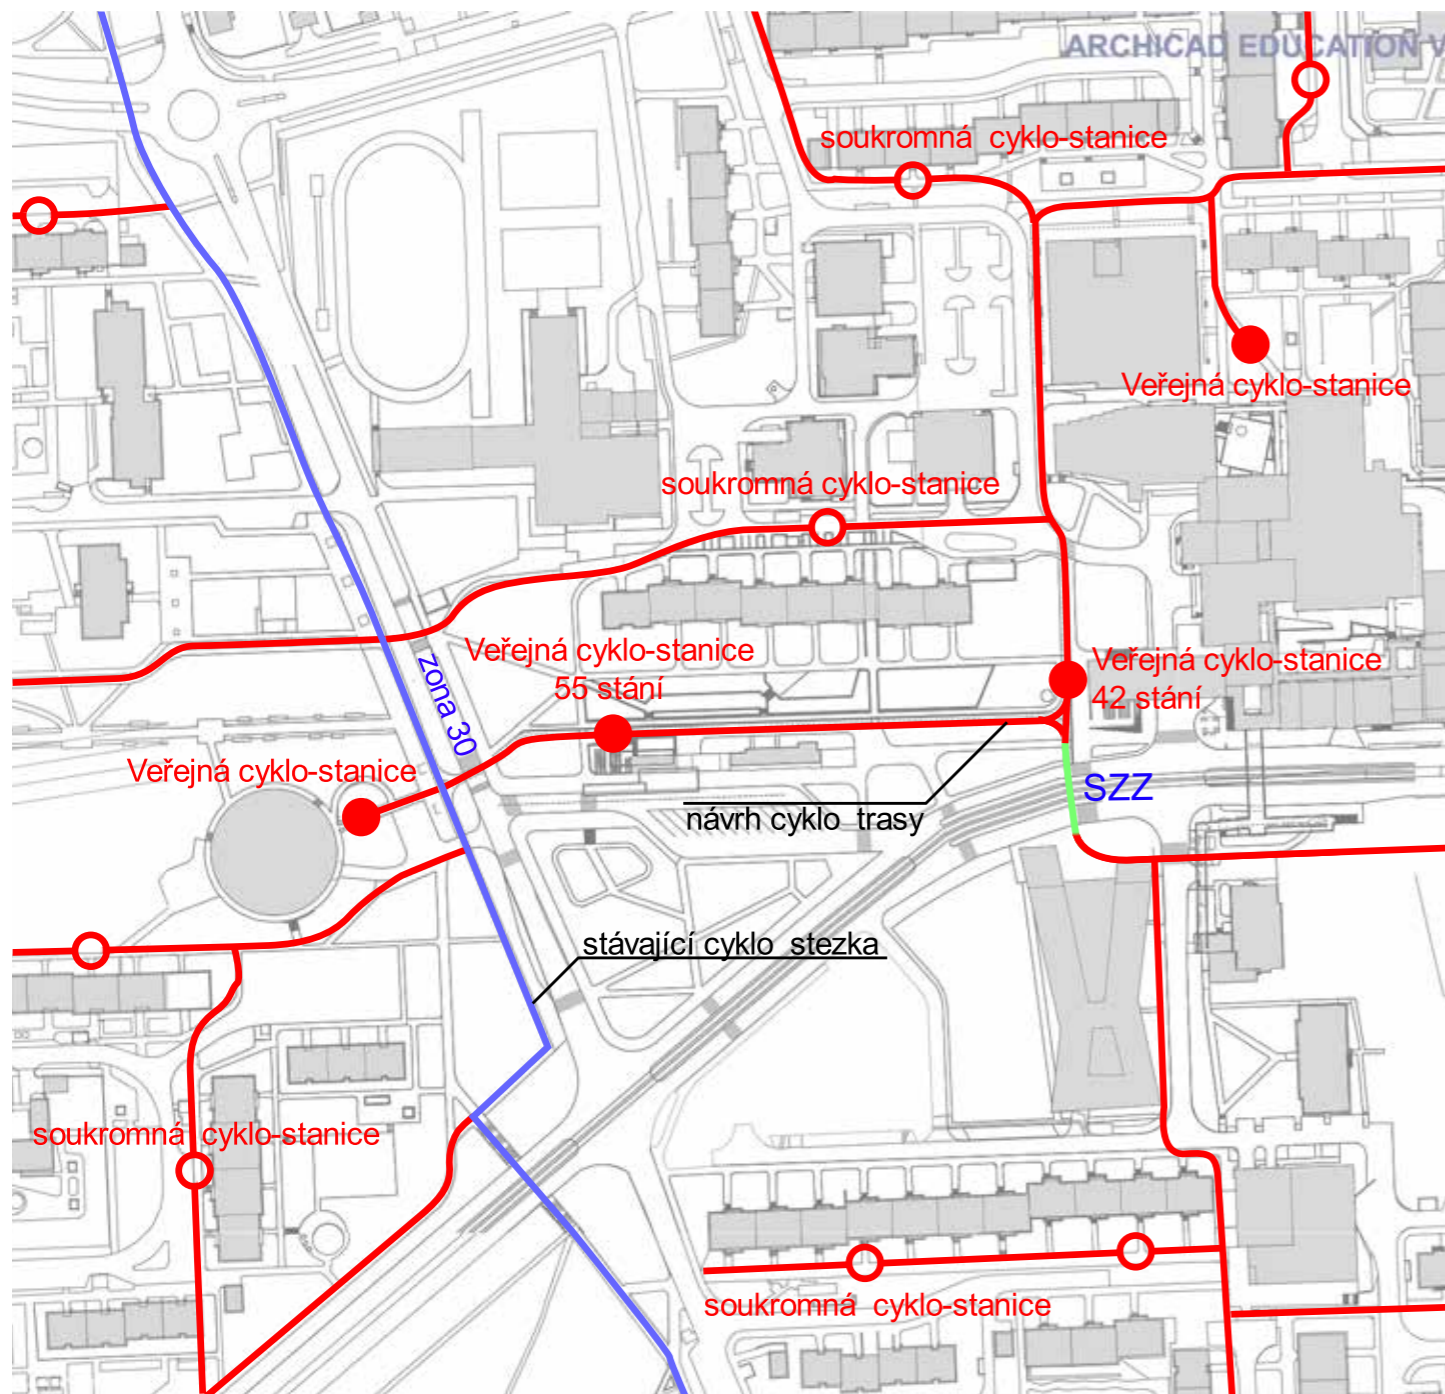 ARCHICAD EDUCATION V
soukromná cyklo-stanice
Veřejná cyklo-stanice
soukromná cyklo-stanice
Veřejná cyklo-stanice
55 stání
Veřejná cyklo-stanice
42 stání
zona 30
Veřejná cyklo-stanice
SZZ
návrh cyklo trasy
stávající cyklo stezka
soukromná cyklo-stanice
soukromná cyklo-stanice